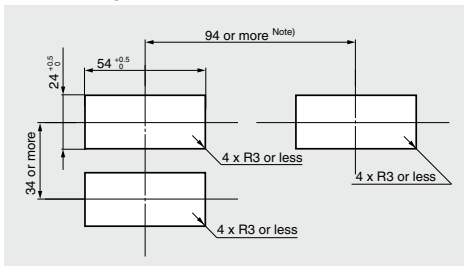 94 or more Note)
54 +0.5 0
24 +0.5 0
34 or more
4 x R3 or less
4 x R3 or less
4 x R3 or less